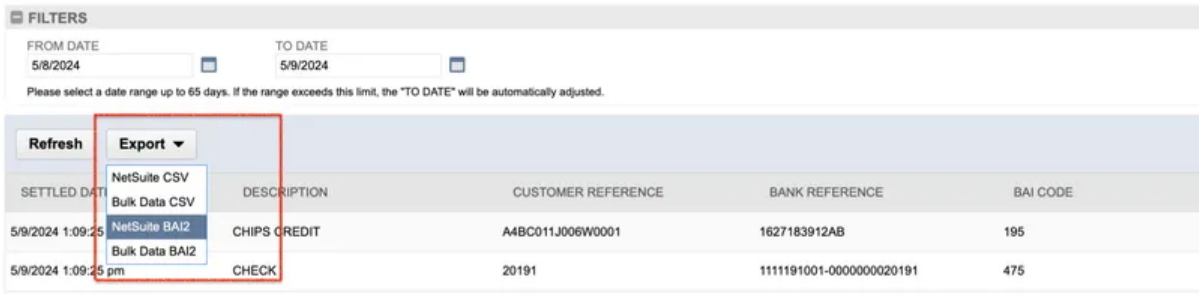 FILTERS
FROM DATE TO DATE
5/8/2024 5/9/2024
Please select a date range up to 65 days. If the range exceeds this limit, the "TO DATE" will be automatically adjusted.
Refresh Export
NetSuite CSV
SETTLED DAT DESCRIPTION CUSTOMER REFERENCE BANK REFERENCE BAI CODE
Bulk Data CSV
5/9/2024 1:09:25 NetSuite BAI2 CHIPS CREDIT A4BC011J006W0001 1627183912AB 195
Bulk Data BAI2
5/9/2024 1:09:25 pm CHECK 20191 1111191001-0000000020191 475